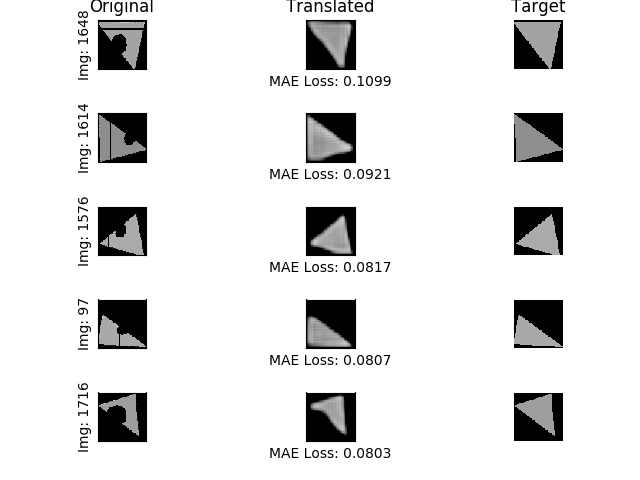 Original Translated Target
Img: 1648
MAE Loss: 0.1099
Img: 1614
MAE Loss: 0.0921
Img: 1576
MAE Loss: 0.0817
Img: 97
MAE Loss: 0.0807
Img: 1716
MAE Loss: 0.0803